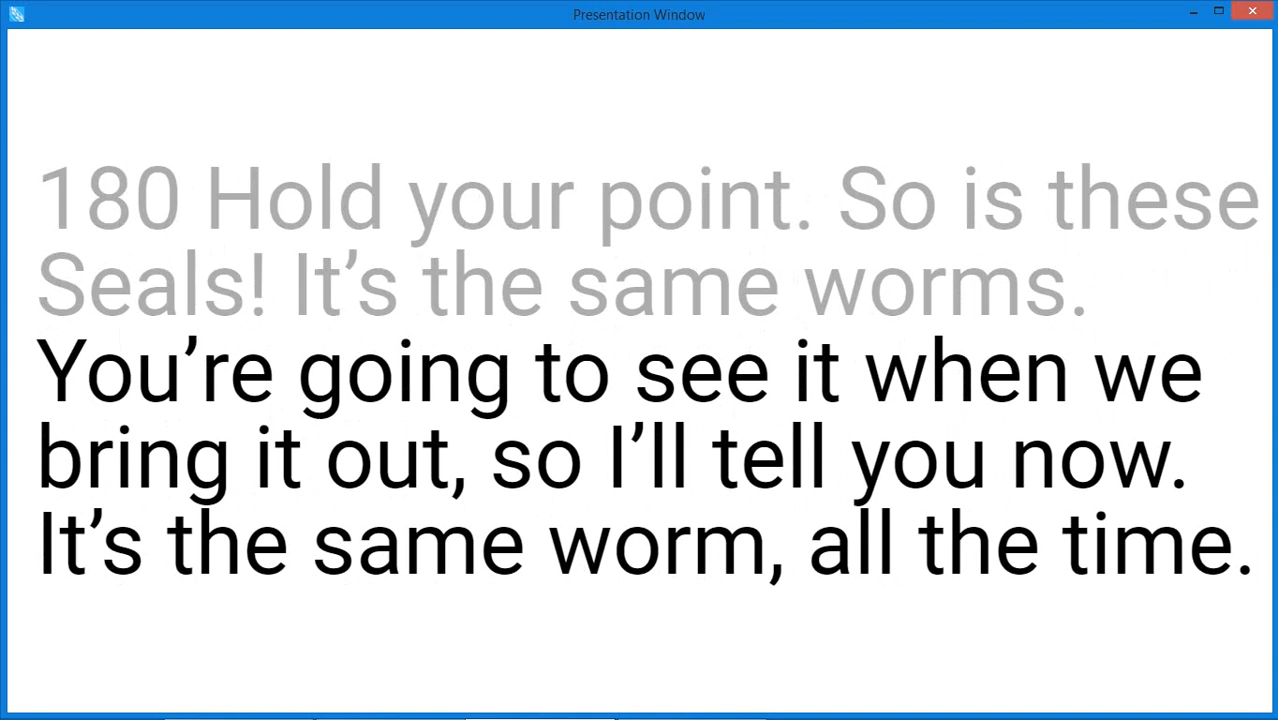 Presentation Window
180 Hold your point. So is these
Seals! It’s the same worms.
You’re going to see it when we
bring it out, so I’ll tell you now.
It’s the same worm, all the time.